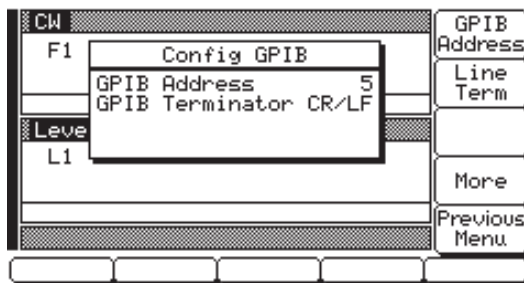 CW
F1
Config GPIB
GPIB Address 5
GPIB Terminator CR/LF
Leve
L1
GPIB
Address
Line
Term
More
Previous
Menu